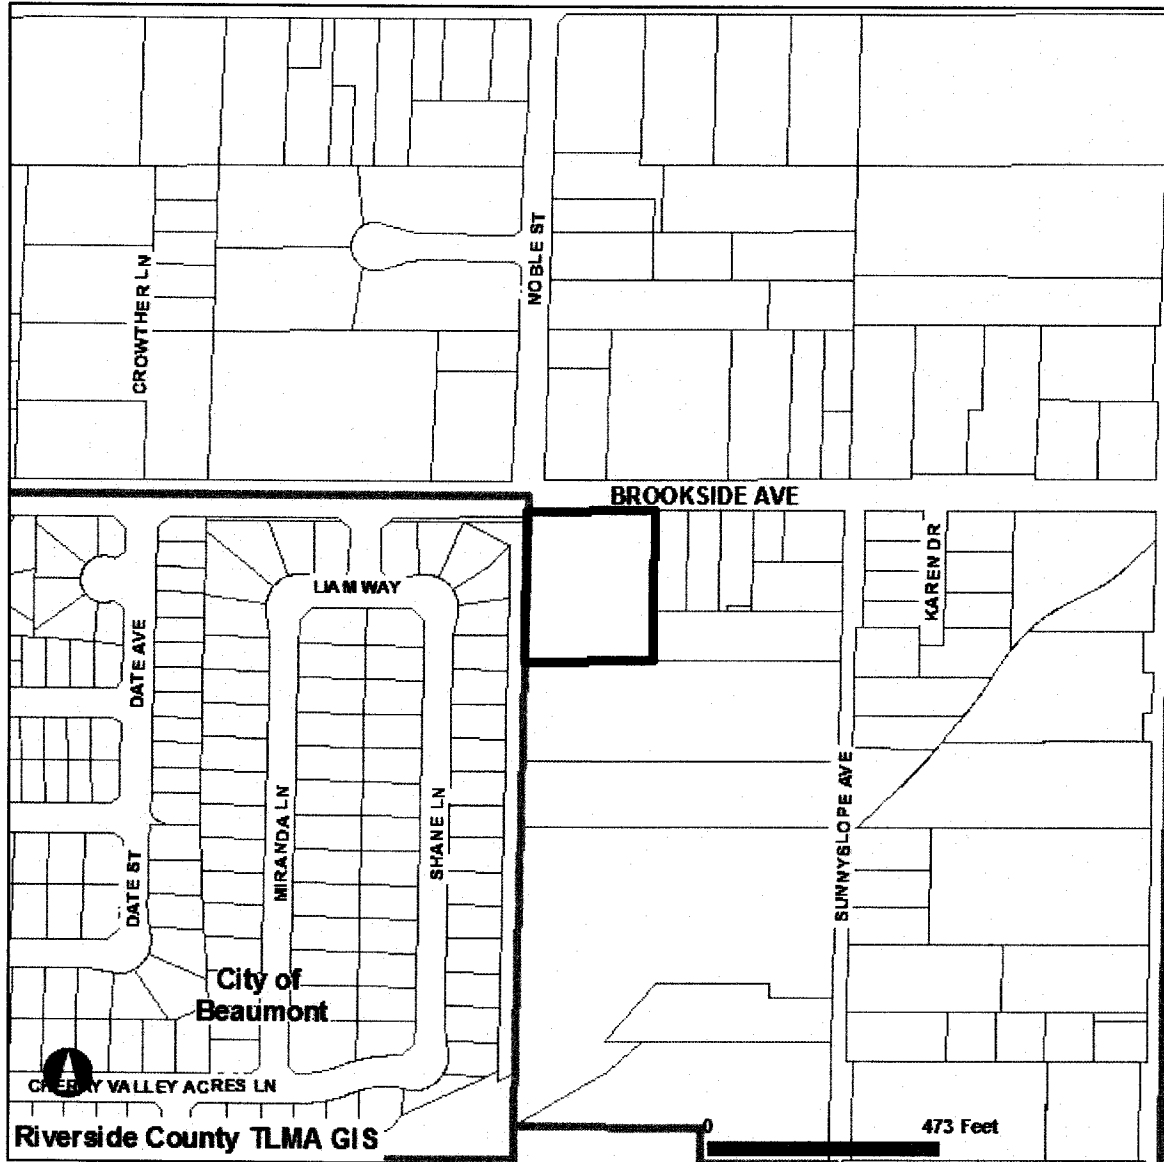 NOBLE ST
CROWTHER LN
BROOKSIDE AVE
LIAM WAY
KAREN DR
DATE AVE
MIRANDA LN
SHANE LN
SUNNYSLOPE AVE
DATE ST
City of
Beaumont
CHERRY VALLEY ACRES LN
Riverside County TLMA GIS
0
473 Feet